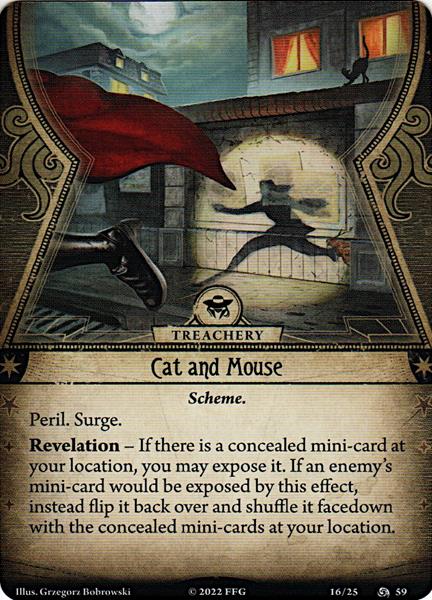 TREACHERY
Cat and Mouse
Scheme.
Peril. Surge.
Revelation – If there is a concealed mini-card at
your location, you may expose it. If an enemy's
mini-card would be exposed by this effect,
instead flip it back over and shuffle it facedown
with the concealed mini-cards at your location.
Illus. Grzegorz Bobrowski © 2022 FFG 16/25 59